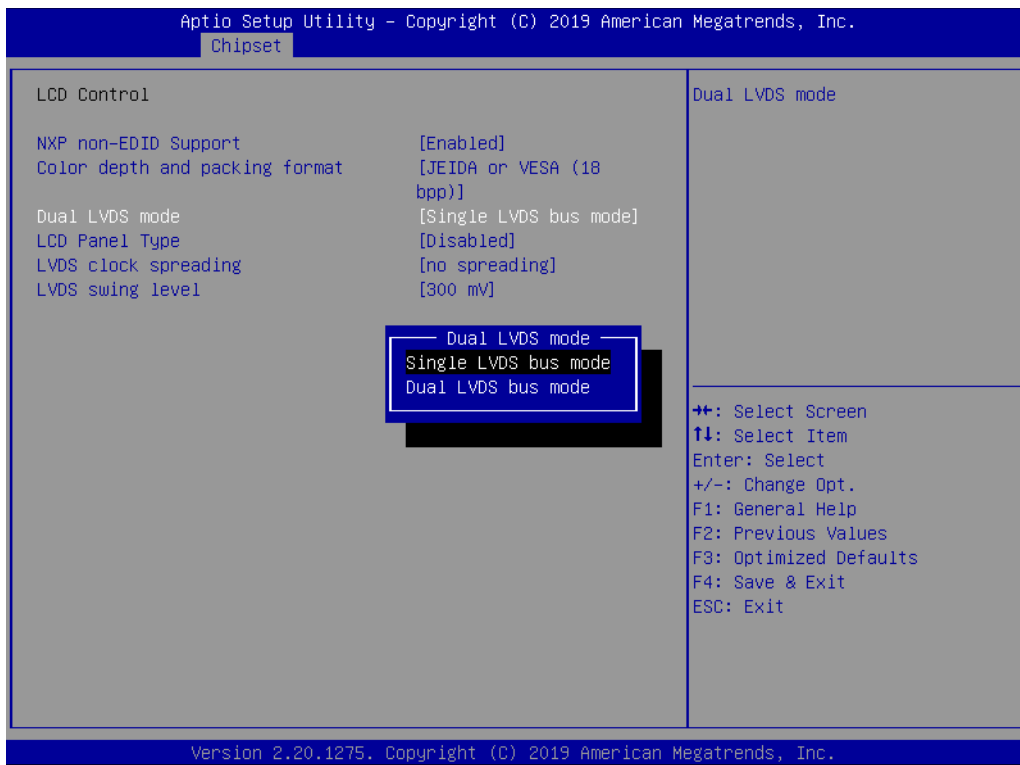 Aptio Setup Utility – Copyright (C) 2019 American Megatrends, Inc.
Chipset
LCD Control
NXP non-EDID Support [Enabled]
Color depth and packing format [JEIDA or VESA (18
bpp)]
Dual LVDS mode [Single LVDS bus mode]
LCD Panel Type [Disabled]
LVDS clock spreading [no spreading]
LVDS swing level [300 mV]
Dual LVDS mode
Single LVDS bus mode
Dual LVDS bus mode
Dual LVDS mode
→←: Select Screen
↑↓: Select Item
Enter: Select
+/-: Change Opt.
F1: General Help
F2: Previous Values
F3: Optimized Defaults
F4: Save & Exit
ESC: Exit
Version 2.20.1275. Copyright (C) 2019 American Megatrends, Inc.